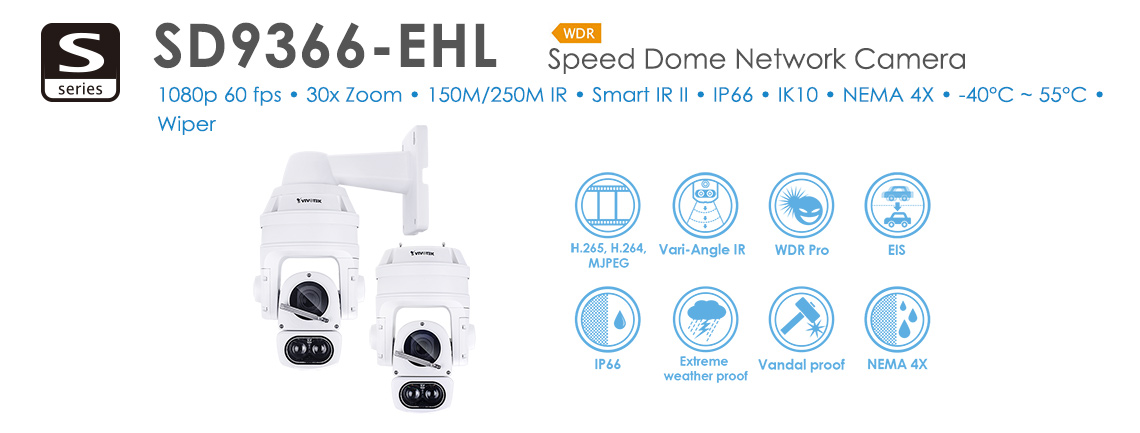 S
series
SD9366-EHL
WDR
Speed Dome Network Camera
1080p 60 fps • 30x Zoom • 150M/250M IR • Smart IR II • IP66 • IK10 • NEMA 4X • -40°C ~ 55°C •
Wiper
VIVOTEK
VIVOTEK
H.265, H.264,
MJPEG
Vari-Angle IR
WDR Pro
EIS
IP66
Extreme
weather proof
Vandal proof
NEMA 4X